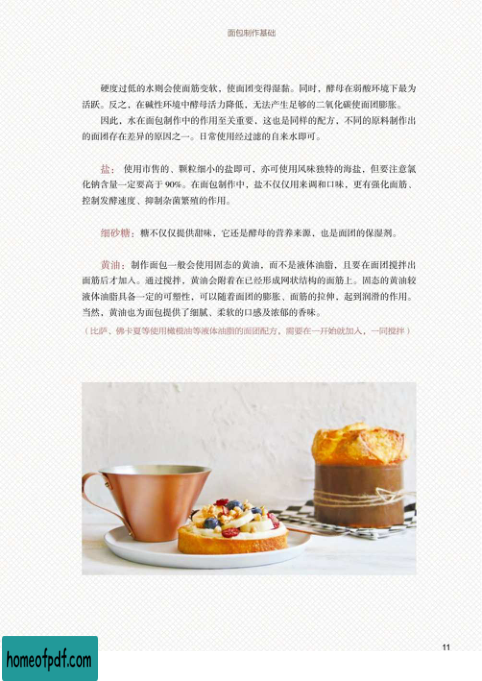 面包制作基础
硬度过低的水则会使面筋变软，使面团变得湿黏。同时，酵母在弱酸环境下最为
活跃。反之，在碱性环境中酵母活力降低，无法产生足够的二氧化碳使面团膨胀。
因此，水在面包制作中的作用至关重要，这也是同样的配方，不同的原料制作出
的面团存在差异的原因之一。日常使用经过滤的自来水即可。
盐：使用市售的、颗粒细小的盐即可，亦可使用风味独特的海盐，但要注意氯
化钠含量一定要高于 90%。在面包制作中，盐不仅仅用来调和口味，更有强化面筋、
控制发酵速度、抑制杂菌繁殖的作用。
细砂糖：糖不仅仅提供甜味，它还是酵母的营养来源，也是面团的保湿剂。
黄油：制作面包一般会使用固态的黄油，而不是液体油脂，且要在面团搅拌出
面筋后才加入。通过搅拌，黄油会附着在已经形成网状结构的面筋上。固态的黄油较
液体油脂具备一定的可塑性，可以随着面团的膨胀、面筋的拉伸，起到润滑的作用。
当然，黄油也为面包提供了细腻、柔软的口感及浓郁的香味。
（比萨、佛卡夏等使用橄榄油等液体油脂的面团配方，需要在一开始就加入，一同搅拌）
11
homeofpdf.com